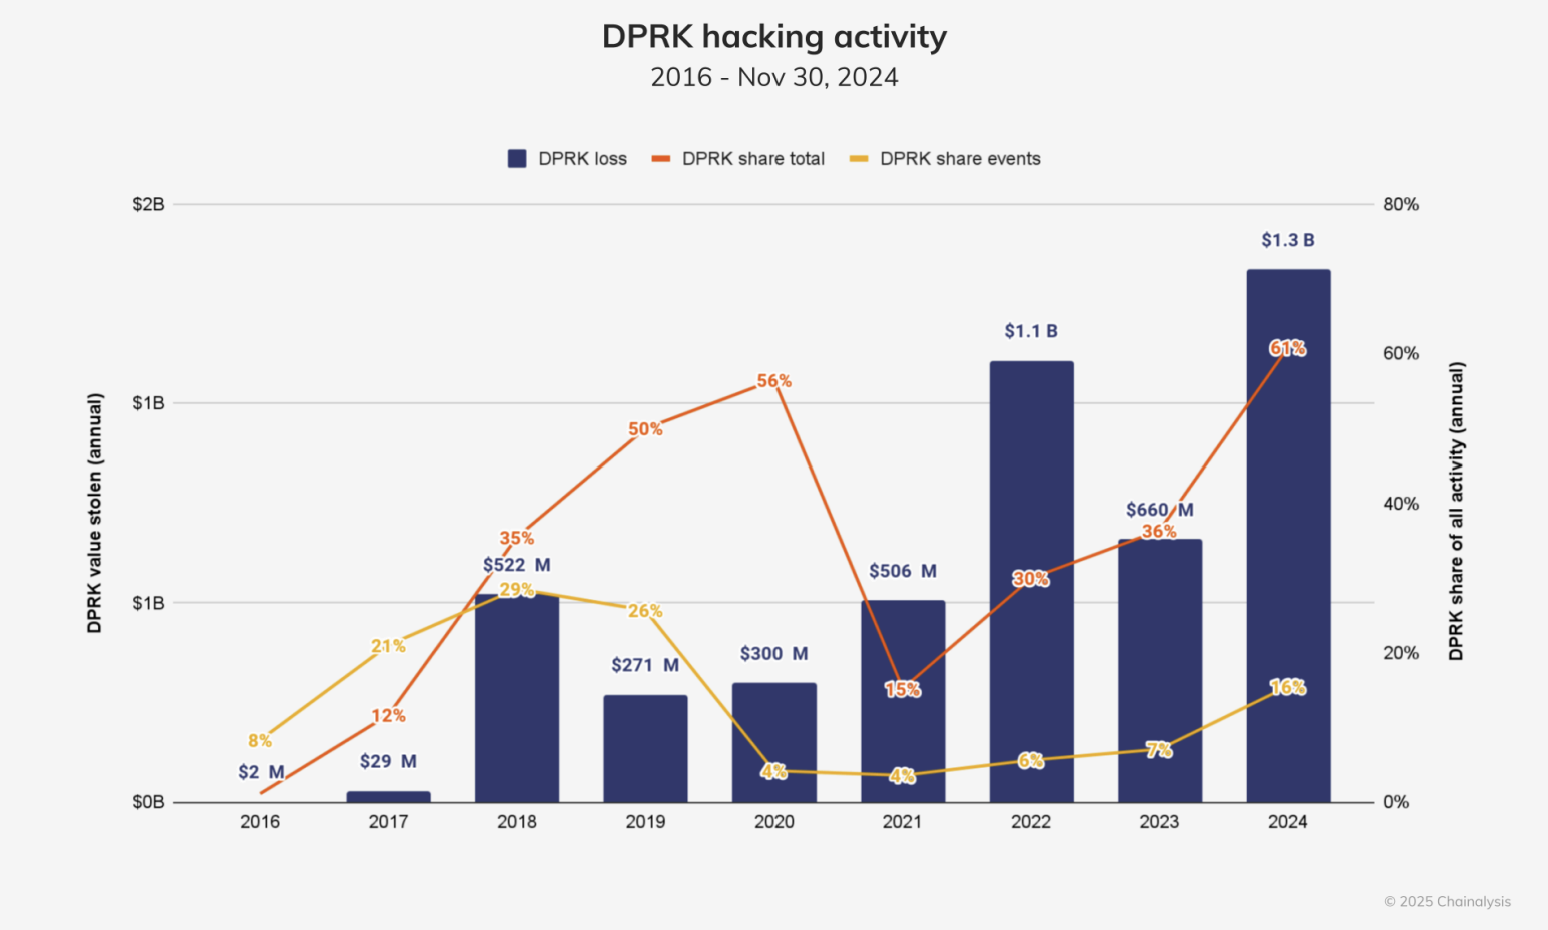 DPRK hacking activity
2016 - Nov 30, 2024
DPRK loss DPRK share total DPRK share events
DPRK value stolen (annual)
$2B
$1B
$1B
$0B
80%
60%
40%
20%
0%
DPRK share of all activity (annual)
$2 M
$29 M
$522 M
$271 M
$300 M
$506 M
$1.1 B
$660 M
$1.3 B
12%
35%
50%
56%
15%
30%
36%
61%
8%
21%
29%
26%
4%
4%
6%
7%
16%
2016 2017 2018 2019 2020 2021 2022 2023 2024
© 2025 Chainalysis